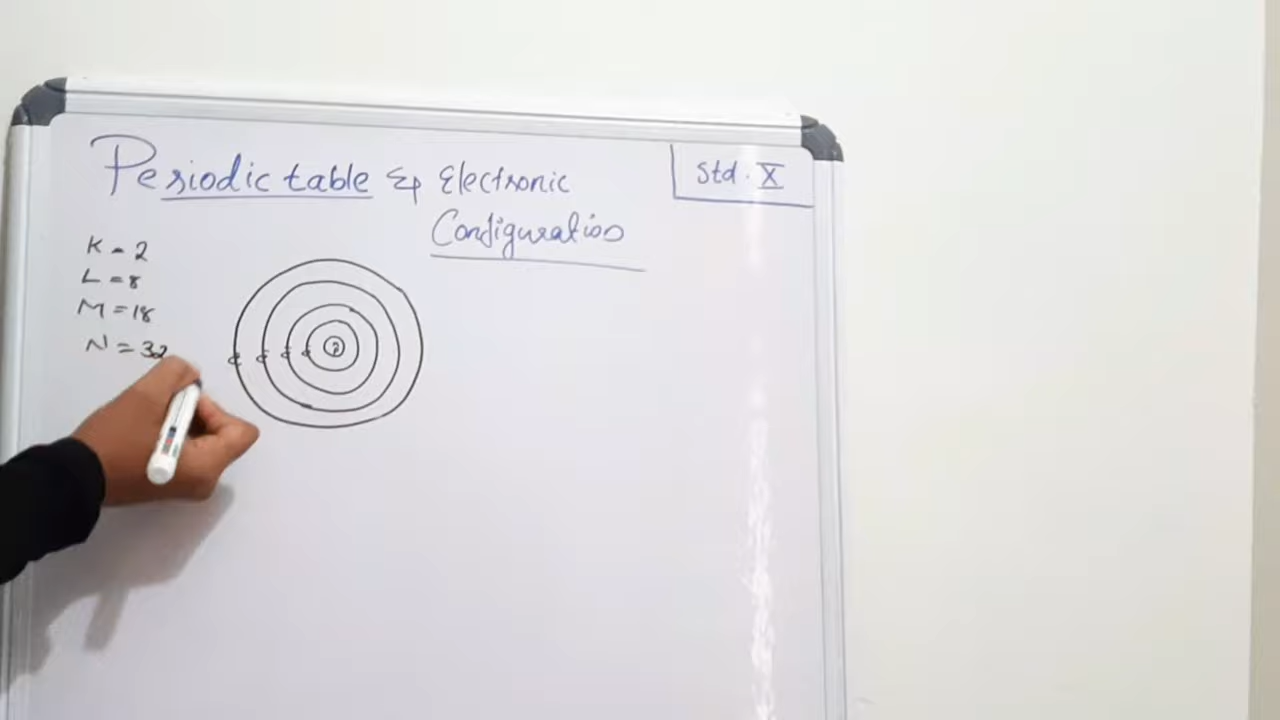 Periodic table & Electronic
Configuration
Std. X
K = 2
L = 8
M = 18
N = 32